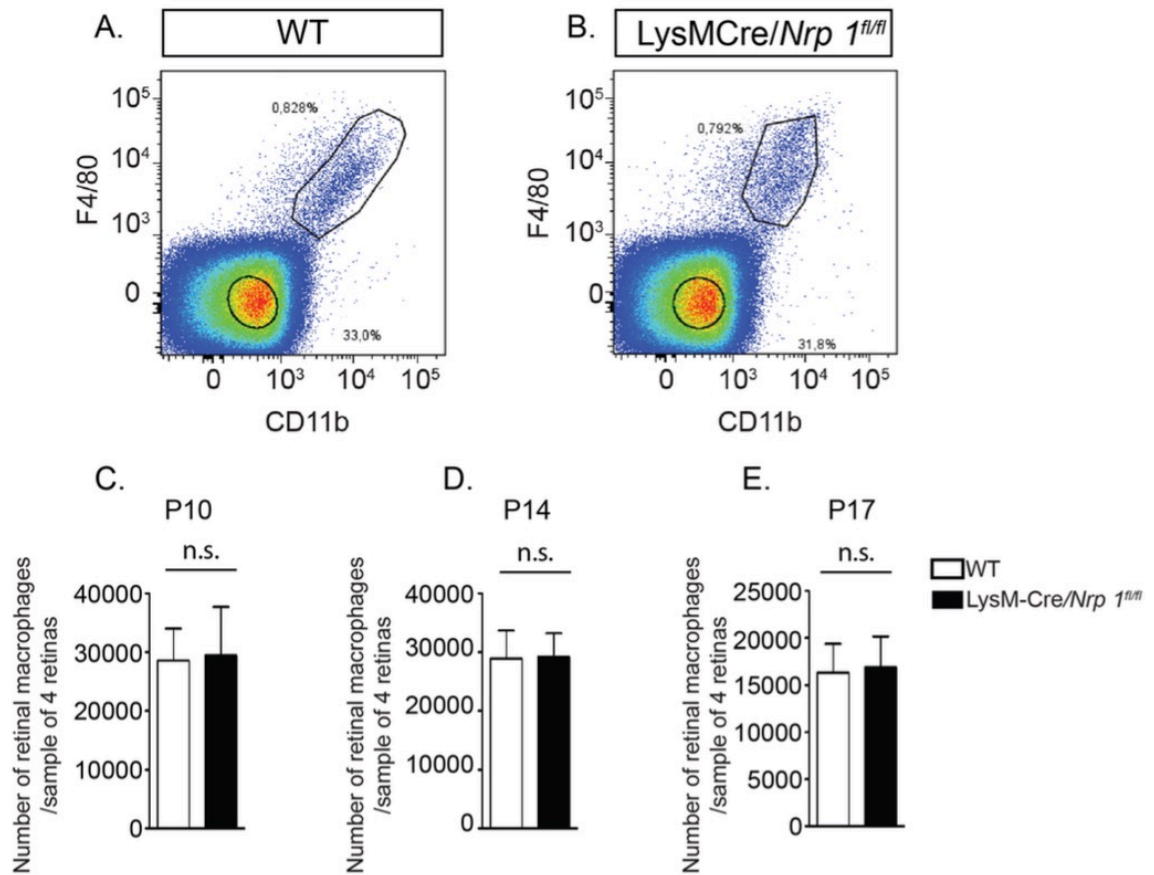 A.
WT
B.
LysMCre/Nrp 1fl/fl
F4/80
10⁵
10⁴
10³
0
0,828%
33,0%
0 10³ 10⁴ 10⁵
CD11b
F4/80
10⁵
10⁴
10³
0
0,792%
31,8%
0 10³ 10⁴ 10⁵
CD11b
C.
P10
n.s.
Number of retinal macrophages
/sample of 4 retinas
40000
30000
20000
10000
0
D.
P14
n.s.
Number of retinal macrophages
/sample of 4 retinas
40000
30000
20000
10000
0
E.
P17
n.s.
Number of retinal macrophages
/sample of 4 retinas
25000
20000
15000
10000
5000
0
WT
LysM-Cre/Nrp 1fl/fl